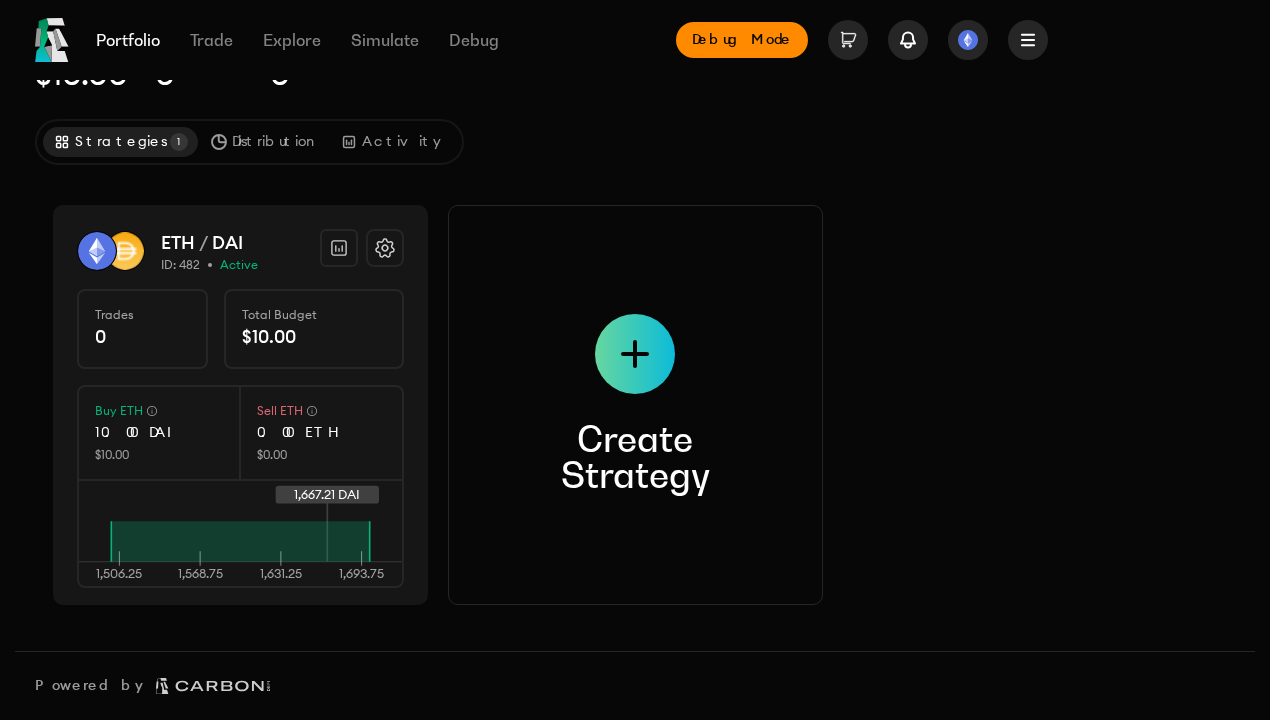 Portfolio Trade Explore Simulate Debug Debug Mode
Strategies 1 Distribution Activity
ETH / DAI
ID: 482 • Active
Trades
0
Total Budget
$10.00
Buy ETH
10.00 DAI
$10.00
Sell ETH
0.00 ETH
$0.00
1,667.21 DAI
1,506.25 1,568.75 1,631.25 1,693.75
Create
Strategy
Powered by CARBON